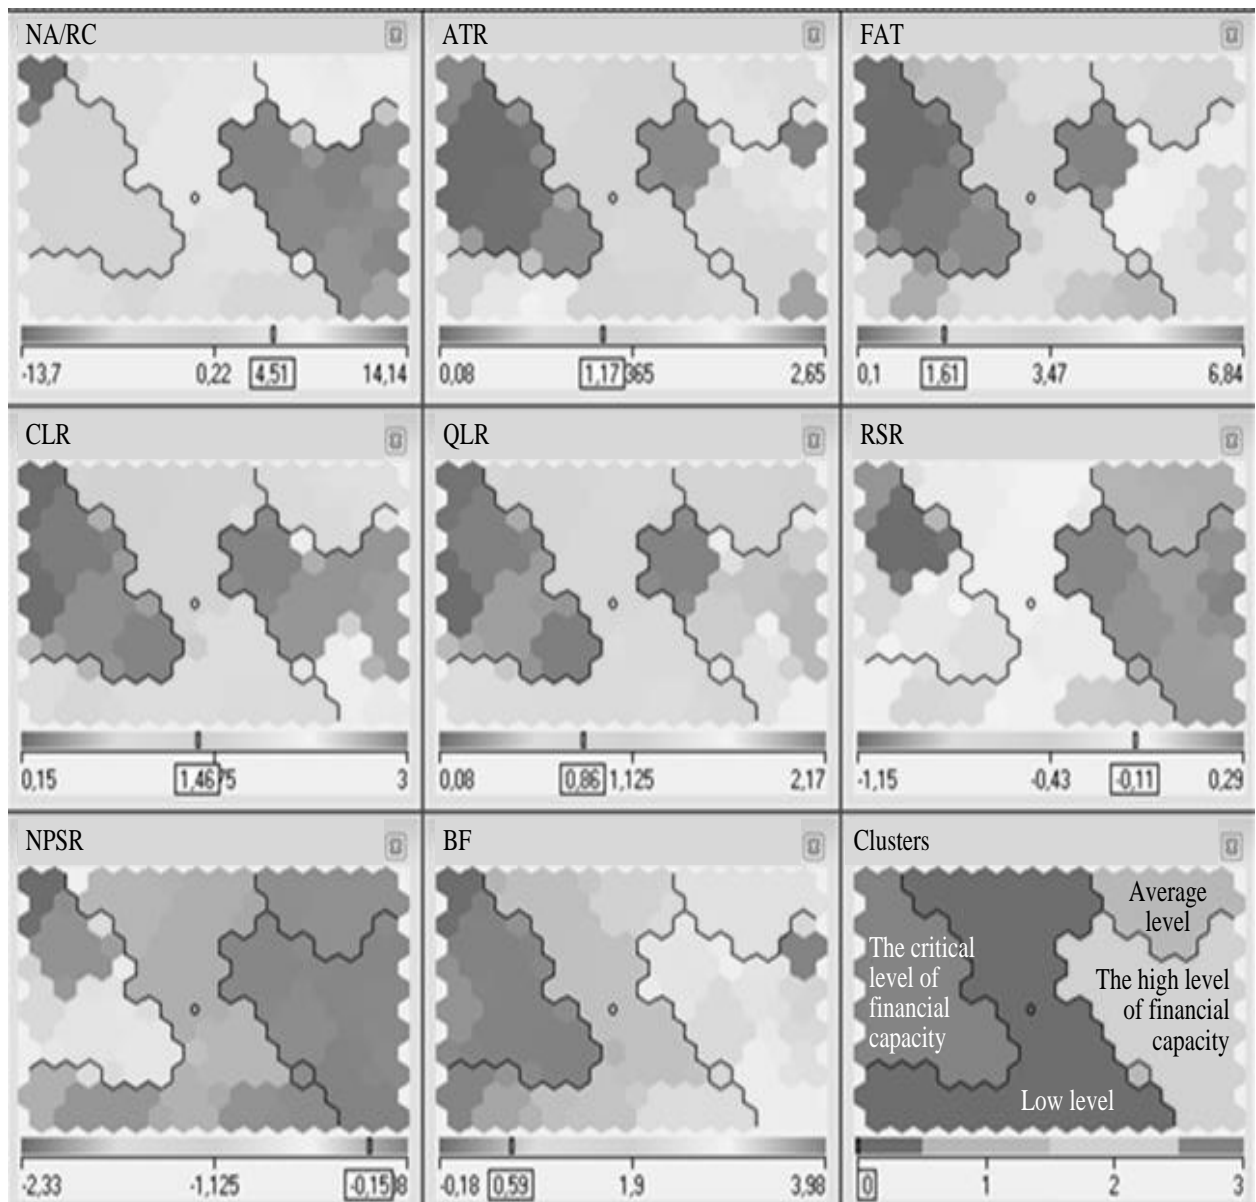 NA/RC
ATR
FAT
-13,7 0,22 4,51 14,14
0,08 1,17 365 2,65
0,1 1,61 3,47 6,84
CLR
QLR
RSR
0,15 1,46 75 3
0,08 0,86 1,125 2,17
-1,15 -0,43 -0,11 0,29
NPSR
BF
Clusters
Average
level
The critical
level of
financial
capacity
The high level
of financial
capacity
Low level
-2,33 -1,125 -0,15 8
-0,18 0,59 1,9 3,98
0 1 2 3